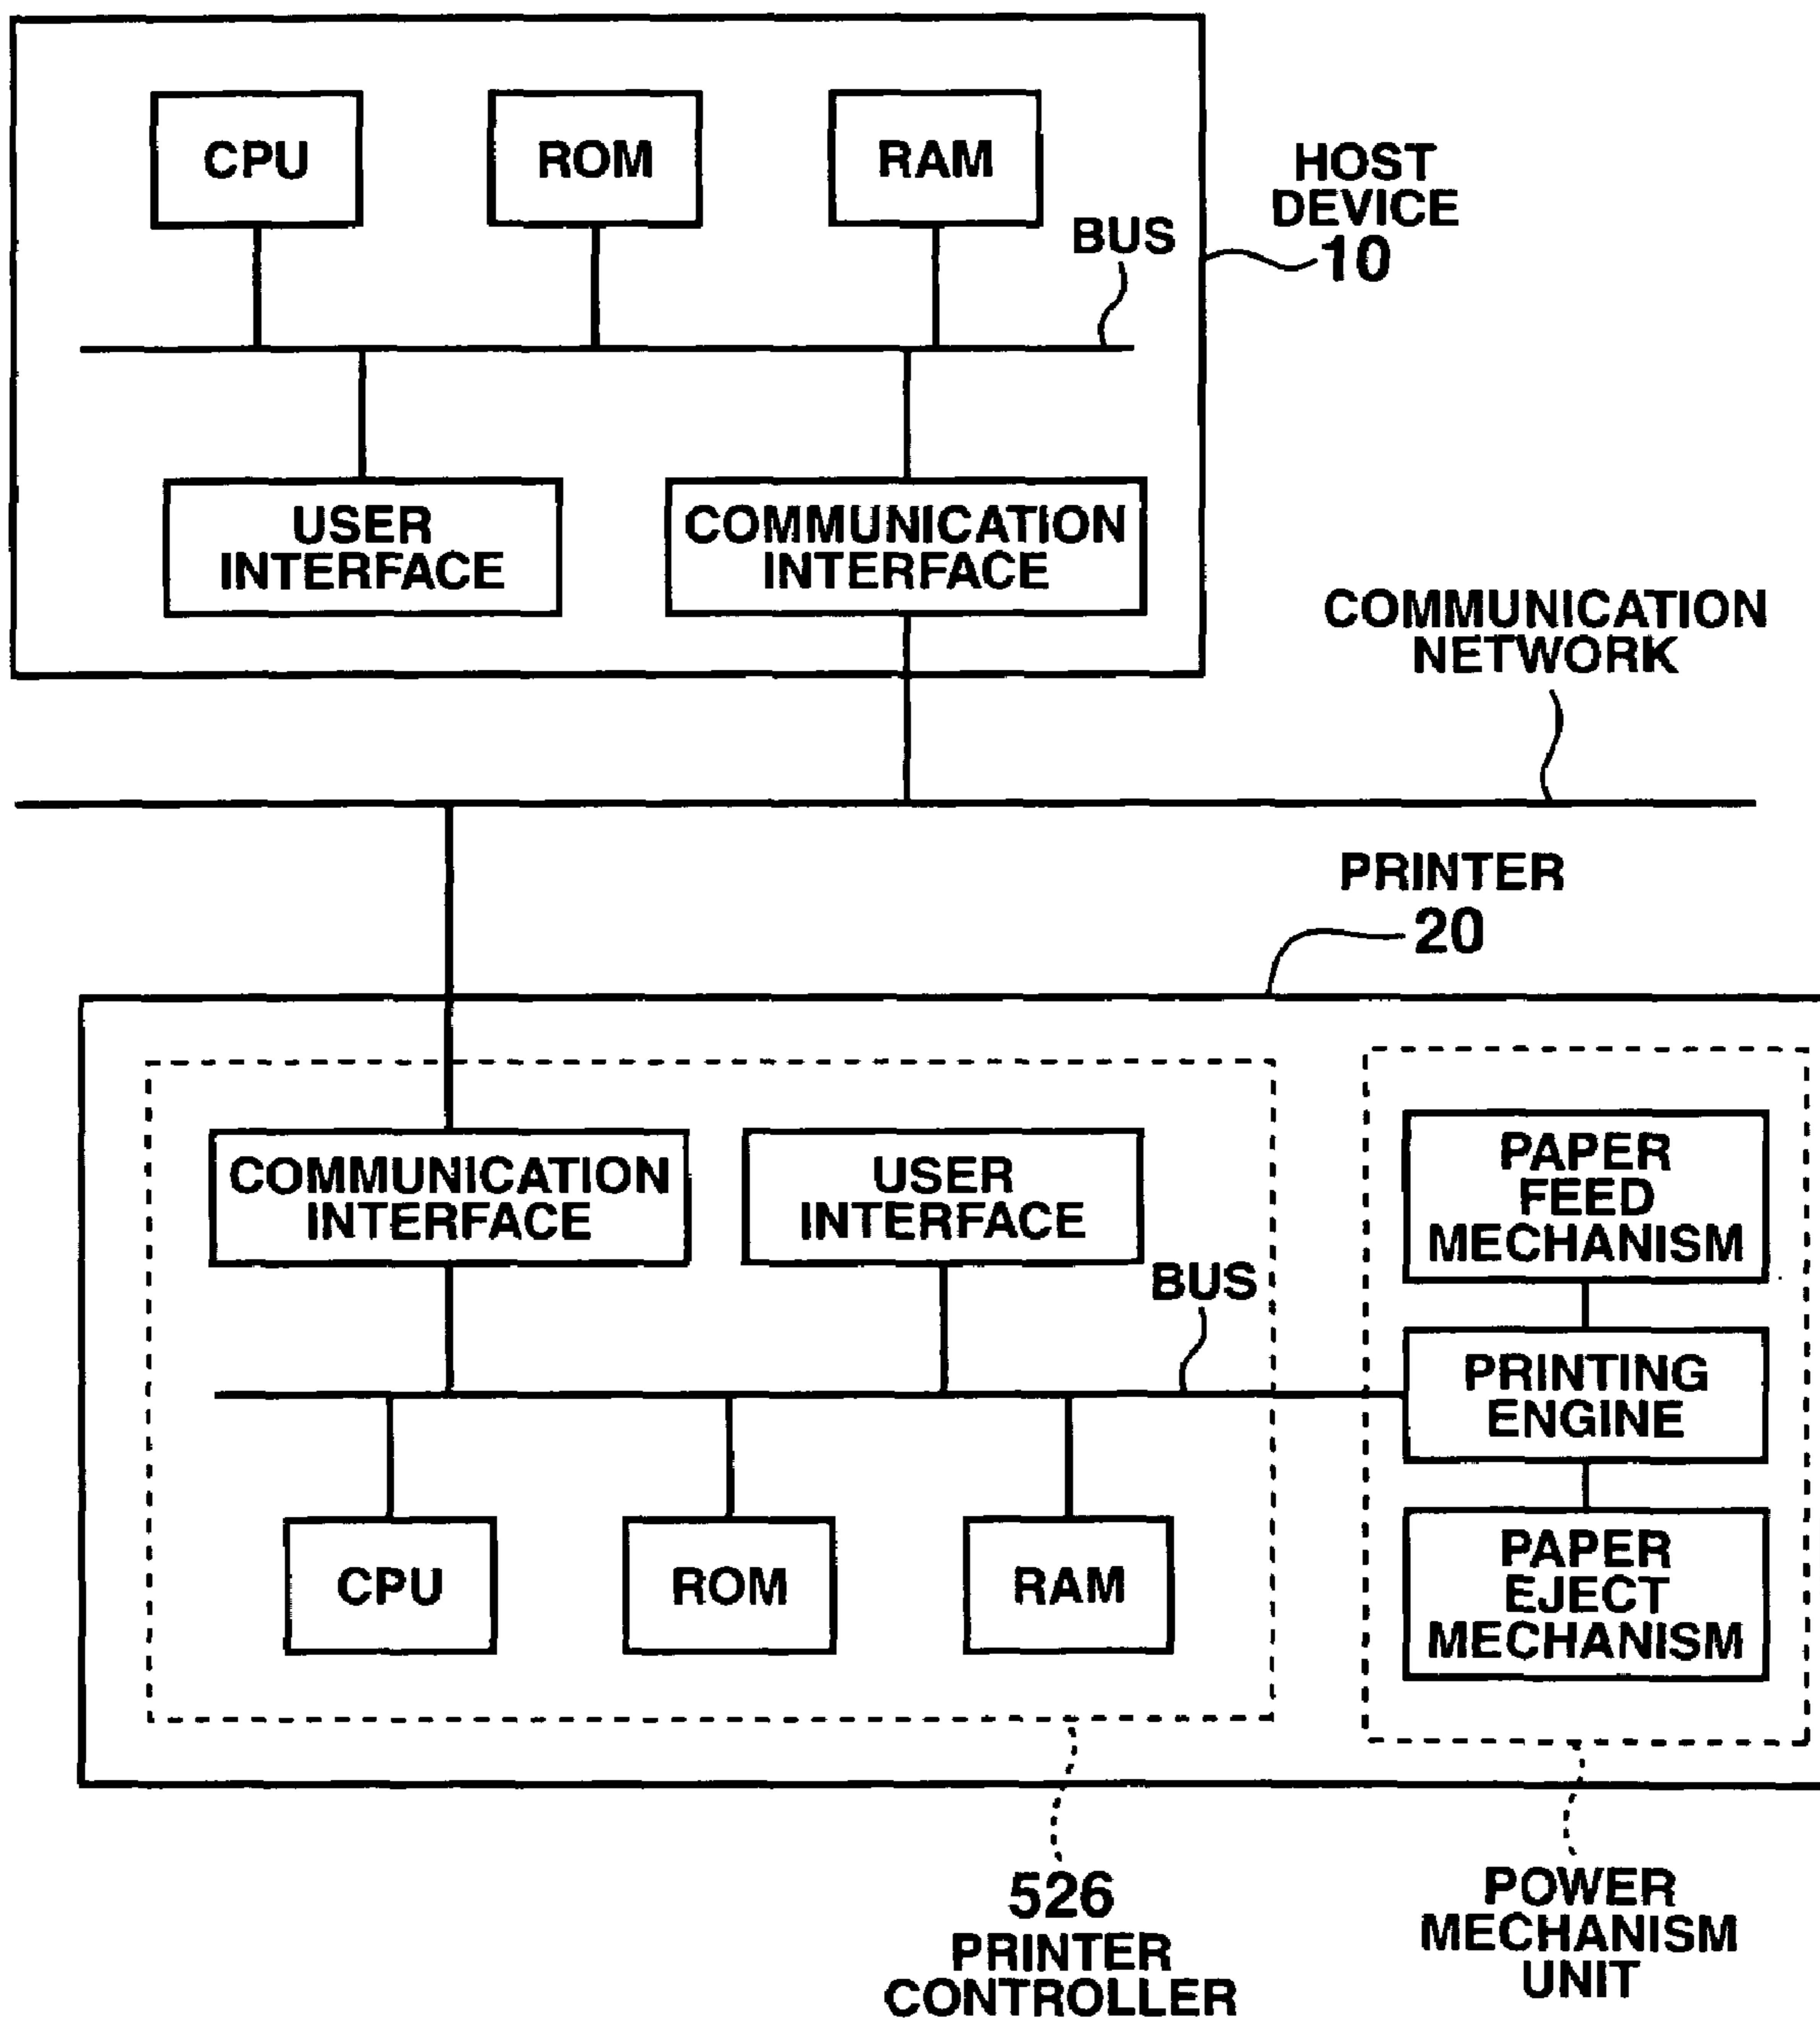 CPU
ROM
RAM
HOST
DEVICE
10
BUS
USER
INTERFACE
COMMUNICATION
INTERFACE
COMMUNICATION
NETWORK
PRINTER
20
COMMUNICATION
INTERFACE
USER
INTERFACE
BUS
PAPER
FEED
MECHANISM
PRINTING
ENGINE
PAPER
EJECT
MECHANISM
CPU
ROM
RAM
526
PRINTER
CONTROLLER
POWER
MECHANISM
UNIT